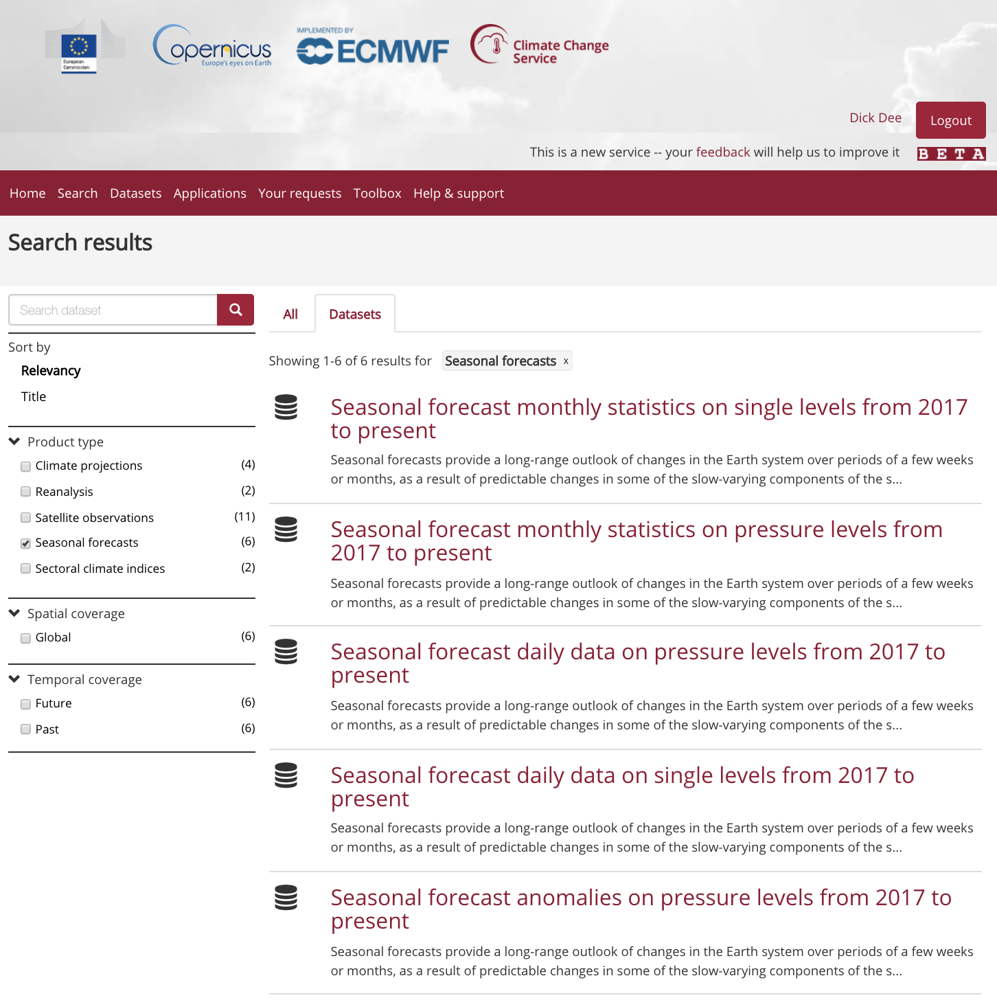 European
Commission
opernicus
Europe's eyes on Earth
IMPLEMENTED BY
ECMWF
Climate Change
Service
Dick Dee
Logout
This is a new service -- your feedback will help us to improve it
BETA
Home Search Datasets Applications Your requests Toolbox Help & support
Search results
Search dataset
Sort by
Relevancy
Title
Product type
Climate projections (4)
Reanalysis (2)
Satellite observations (11)
Seasonal forecasts (6)
Sectoral climate indices (2)
Spatial coverage
Global (6)
Temporal coverage
Future (6)
Past (6)
All Datasets
Showing 1-6 of 6 results for Seasonal forecasts x
Seasonal forecast monthly statistics on single levels from 2017
to present
Seasonal forecasts provide a long-range outlook of changes in the Earth system over periods of a few weeks
or months, as a result of predictable changes in some of the slow-varying components of the s...
Seasonal forecast monthly statistics on pressure levels from
2017 to present
Seasonal forecasts provide a long-range outlook of changes in the Earth system over periods of a few weeks
or months, as a result of predictable changes in some of the slow-varying components of the s...
Seasonal forecast daily data on pressure levels from 2017 to
present
Seasonal forecasts provide a long-range outlook of changes in the Earth system over periods of a few weeks
or months, as a result of predictable changes in some of the slow-varying components of the s...
Seasonal forecast daily data on single levels from 2017 to
present
Seasonal forecasts provide a long-range outlook of changes in the Earth system over periods of a few weeks
or months, as a result of predictable changes in some of the slow-varying components of the s...
Seasonal forecast anomalies on pressure levels from 2017 to
present
Seasonal forecasts provide a long-range outlook of changes in the Earth system over periods of a few weeks
or months, as a result of predictable changes in some of the slow-varying components of the s...